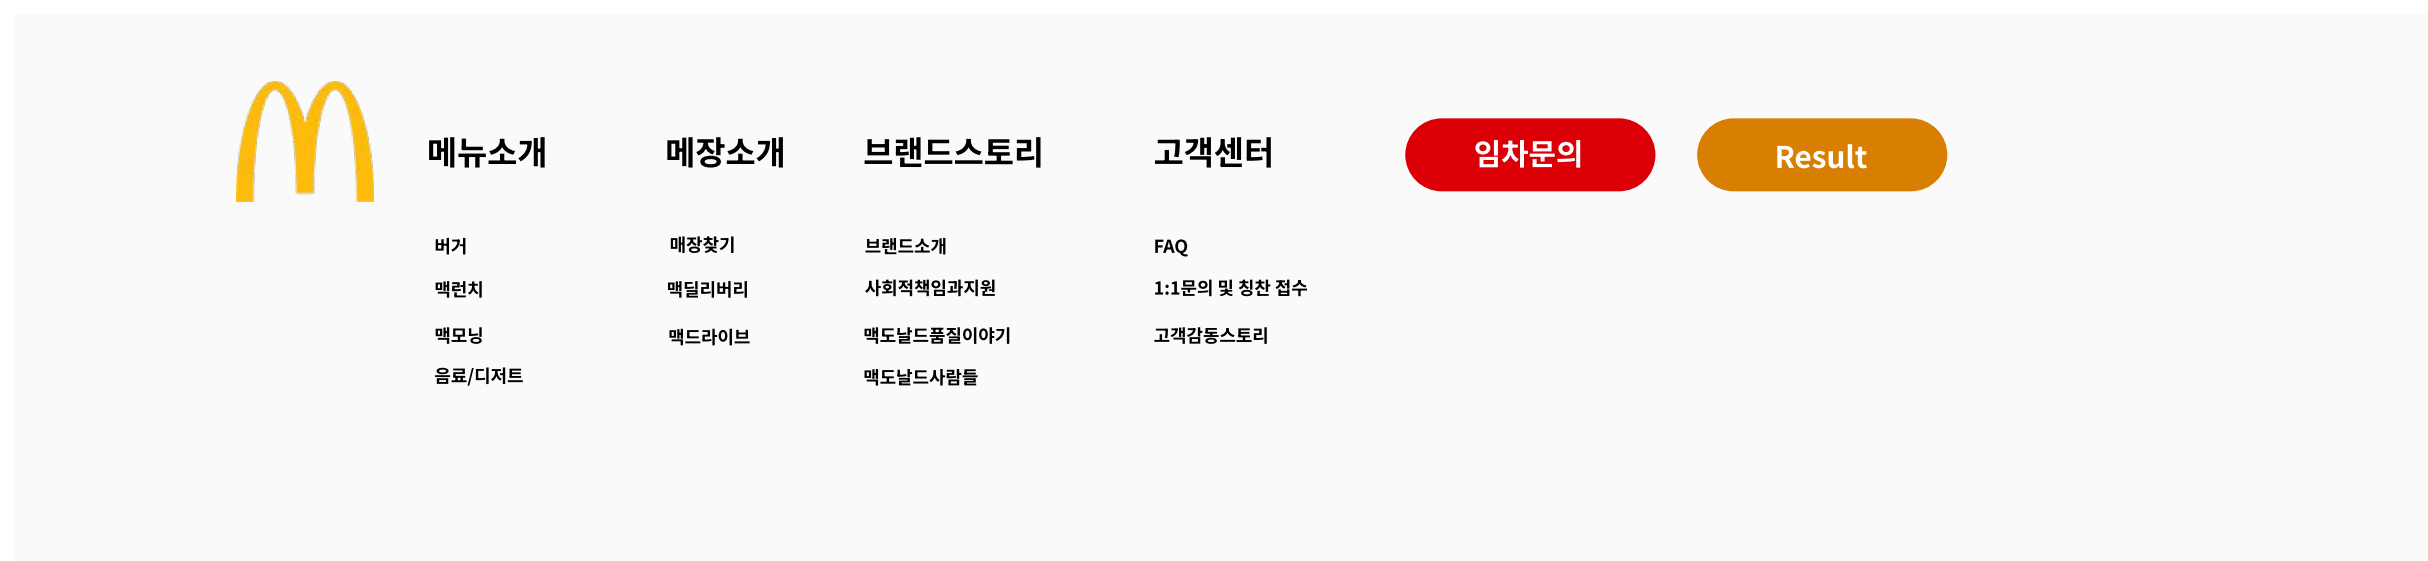 메뉴소개
메장소개
브랜드스토리
고객센터
임차문의
Result
버거
맥런치
맥모닝
음료/디저트
매장찾기
맥딜리버리
맥드라이브
브랜드소개
사회적책임과지원
맥도날드품질이야기
맥도날드사람들
FAQ
1:1문의 및 칭찬 접수
고객감동스토리